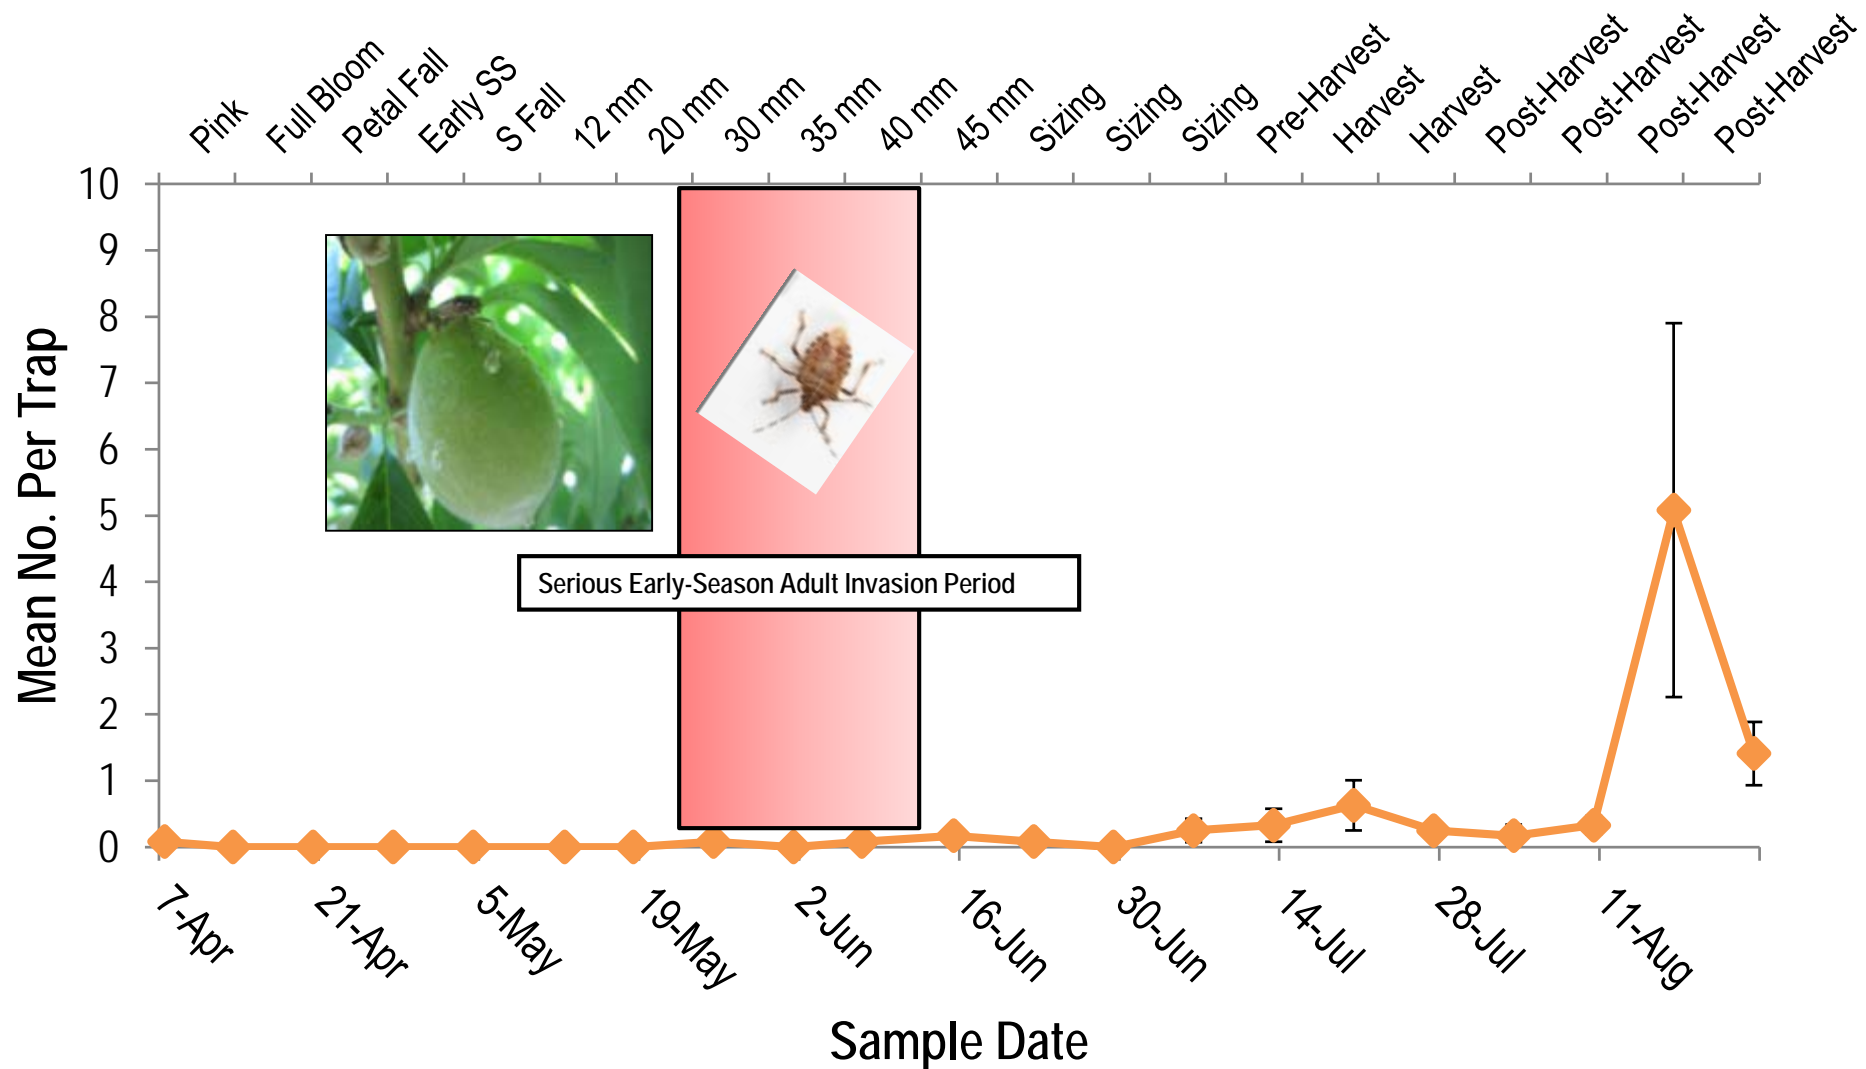 Pink
Full Bloom
Petal Fall
Early SS
S Fall
12 mm
20 mm
30 mm
35 mm
40 mm
45 mm
Sizing
Sizing
Sizing
Pre-Harvest
Harvest
Harvest
Post-Harvest
Post-Harvest
Post-Harvest
Post-Harvest
Mean No. Per Trap
10
9
8
7
6
5
4
3
2
1
0
Serious Early-Season Adult Invasion Period
7-Apr
21-Apr
5-May
19-May
2-Jun
16-Jun
30-Jun
14-Jul
28-Jul
11-Aug
Sample Date